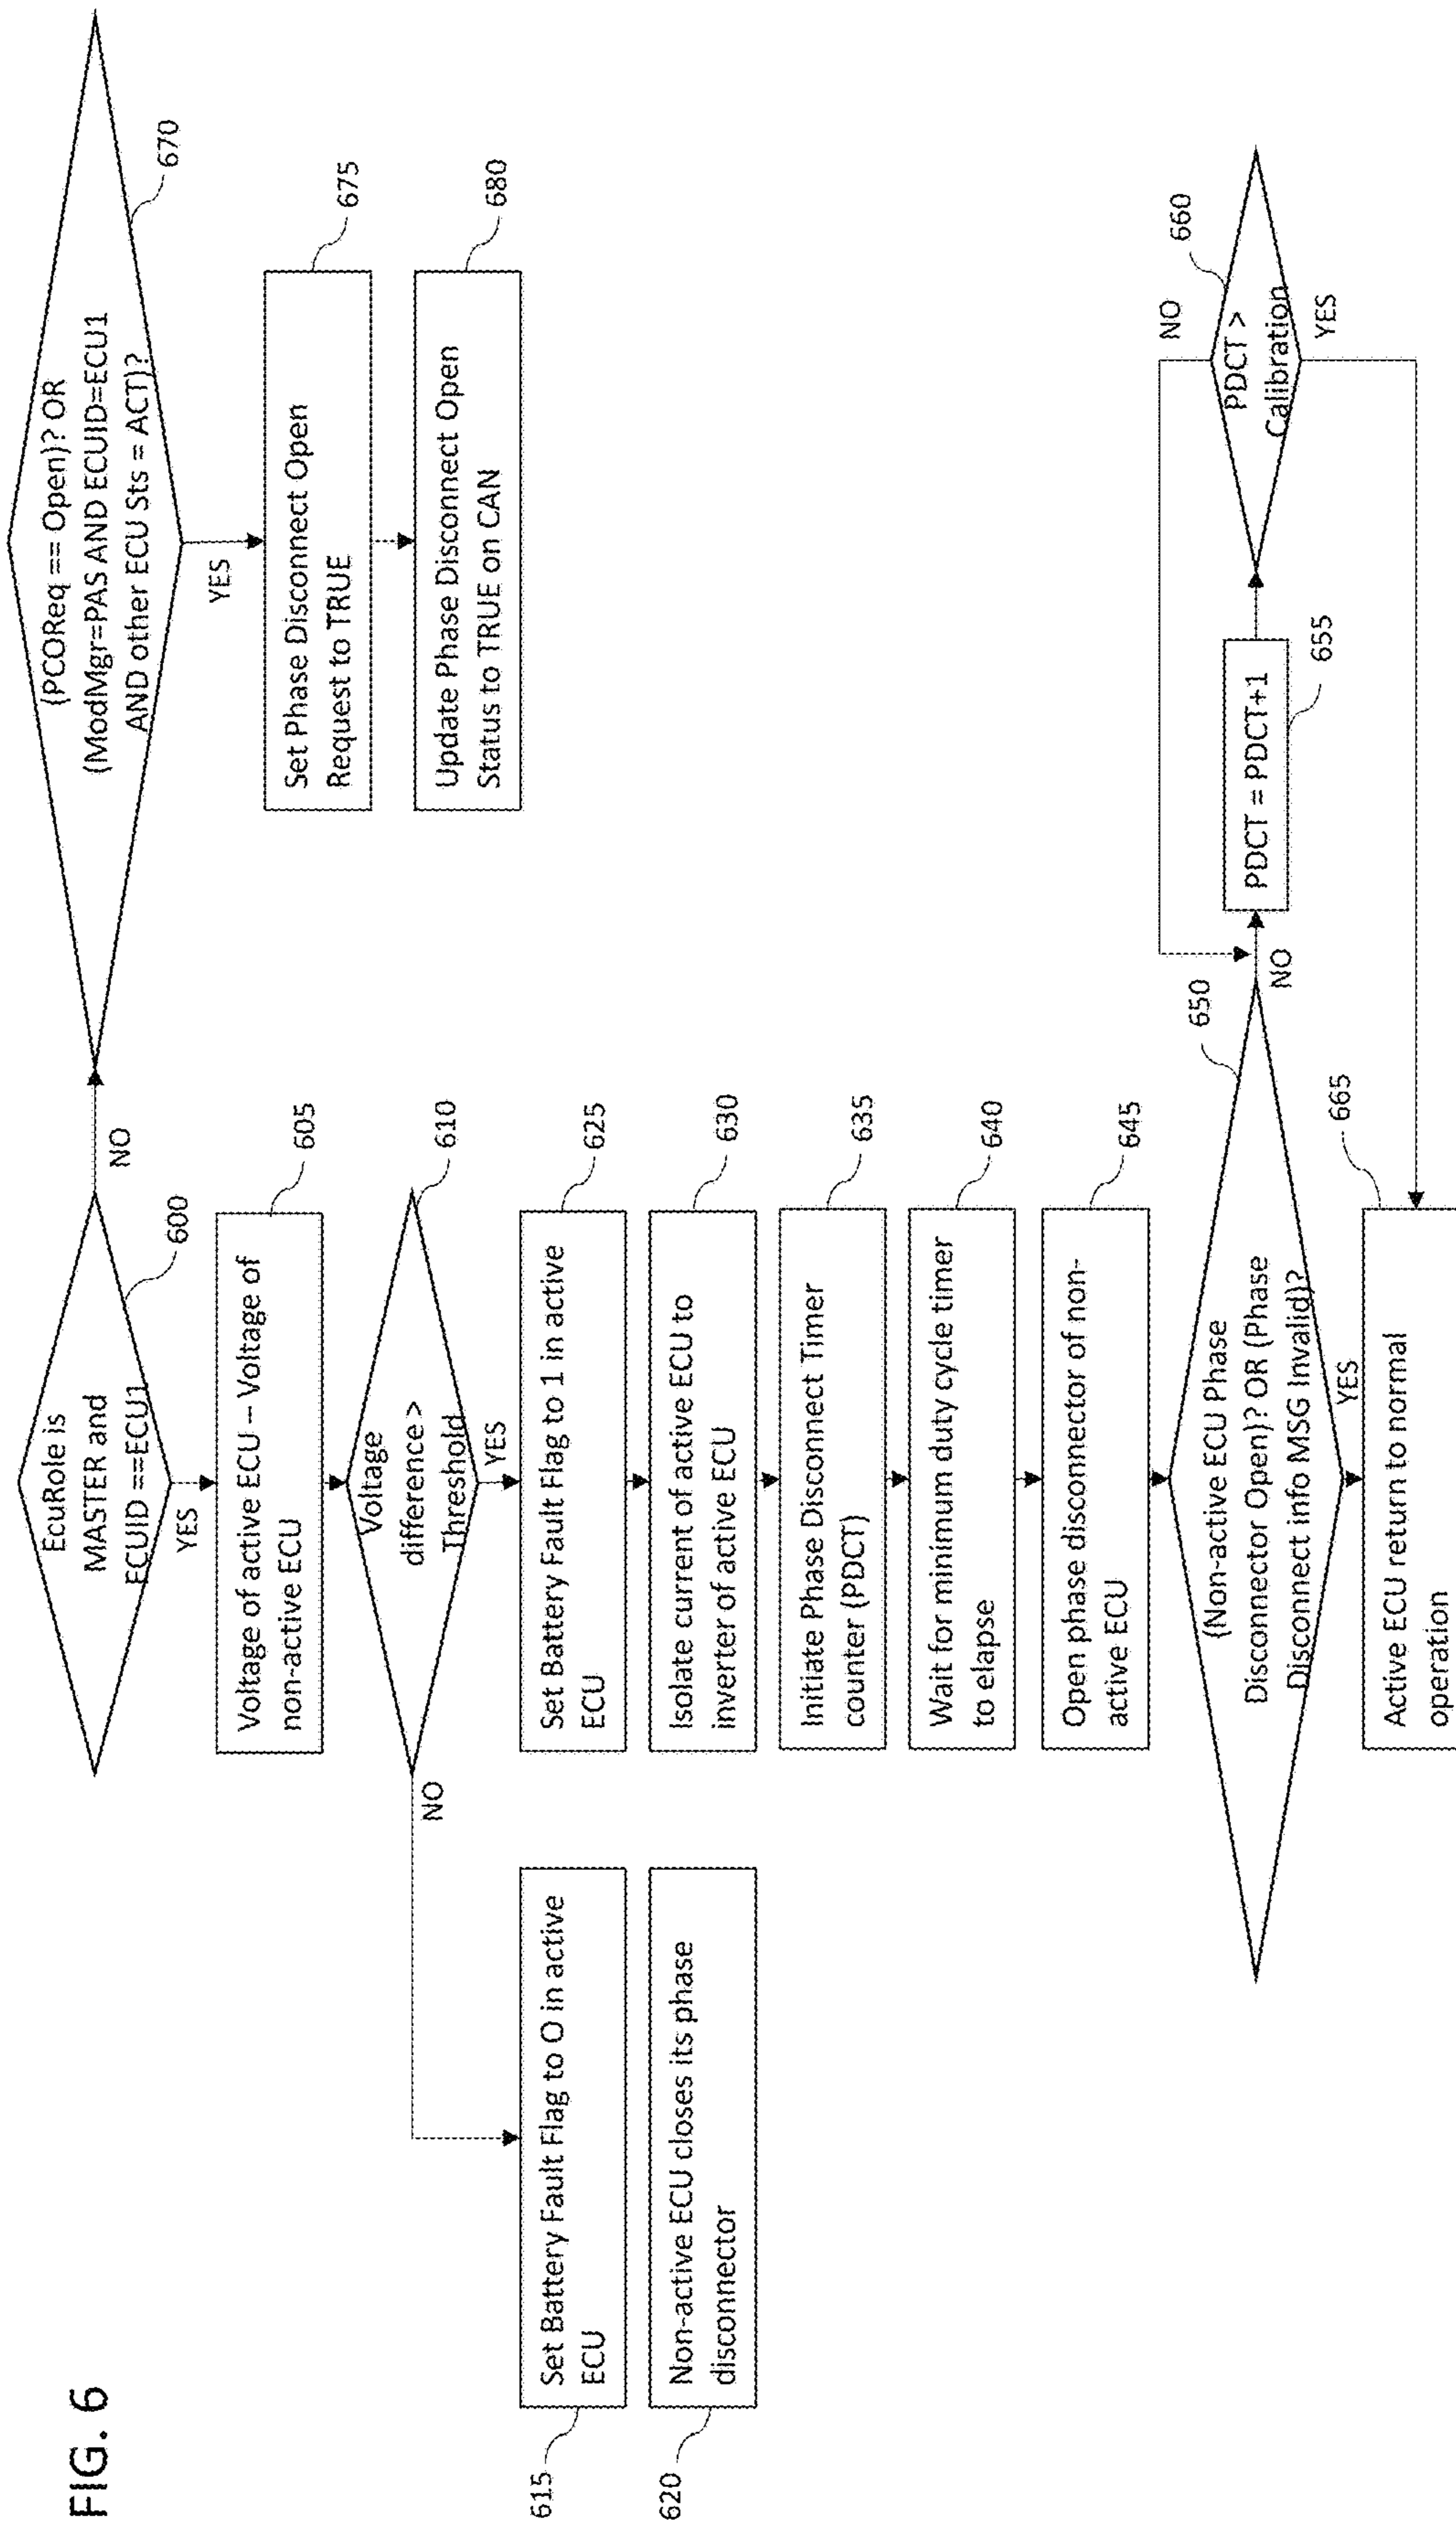 FIG. 6
EcuRole is
MASTER and
ECUID ==ECU1
600
NO
YES
(PCOReq == Open)? OR
(ModMgr=PAS AND ECUID=ECU1
AND other ECU Sts = ACT)?
670
YES
Set Phase Disconnect Open
Request to TRUE
675
Update Phase Disconnect Open
Status to TRUE on CAN
680
Voltage of active ECU – Voltage of
non-active ECU
605
Voltage
difference >
Threshold
610
NO
YES
Set Battery Fault Flag to O in active
ECU
615
Non-active ECU closes its phase
disconnector
620
Set Battery Fault Flag to 1 in active
ECU
625
Isolate current of active ECU to
inverter of active ECU
630
Initiate Phase Disconnect Timer
counter (PDCT)
635
Wait for minimum duty cycle timer
to elapse
640
Open phase disconnector of non-
active ECU
645
(Non-active ECU Phase
Disconnector Open)? OR (Phase
Disconnect info MSG Invalid)?
650
NO
YES
PDCT = PDCT+1
655
PDCT >
Calibration
660
NO
YES
Active ECU return to normal
operation
665